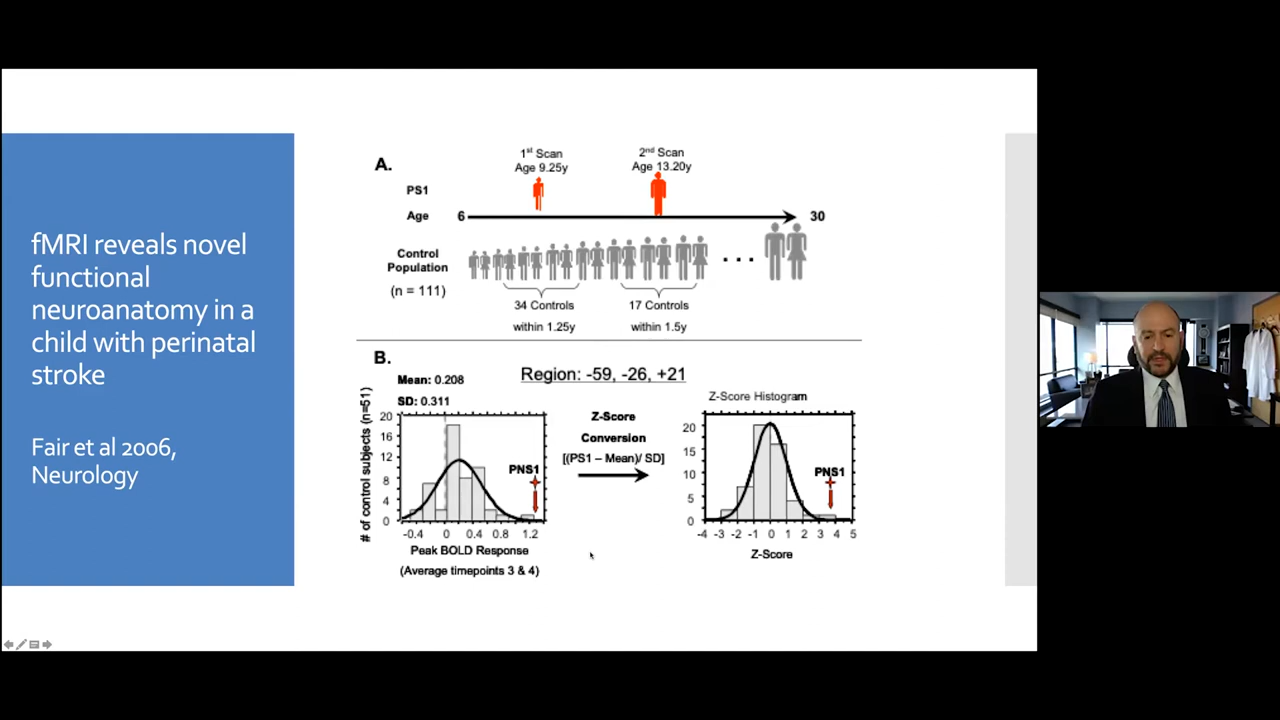 fMRI reveals novel
functional
neuroanatomy in a
child with perinatal
stroke
Fair et al 2006,
Neurology
A.
1st Scan
Age 9.25y
2nd Scan
Age 13.20y
PS1
Age
6
30
Control
Population
(n = 111)
...
34 Controls
within 1.25y
17 Controls
within 1.5y
B.
Mean: 0.208
SD: 0.311
Region: -59, -26, +21
# of control subjects (n=51)
20
16
12
8
4
0
PNS1
-0.4 0 0.4 0.8 1.2
Peak BOLD Response
(Average timepoints 3 & 4)
Z-Score
Conversion
[(PS1 – Mean)/ SD]
Z-Score Histogram
20
15
10
5
0
PNS1
-4 -3 -2 -1 0 1 2 3 4 5
Z-Score